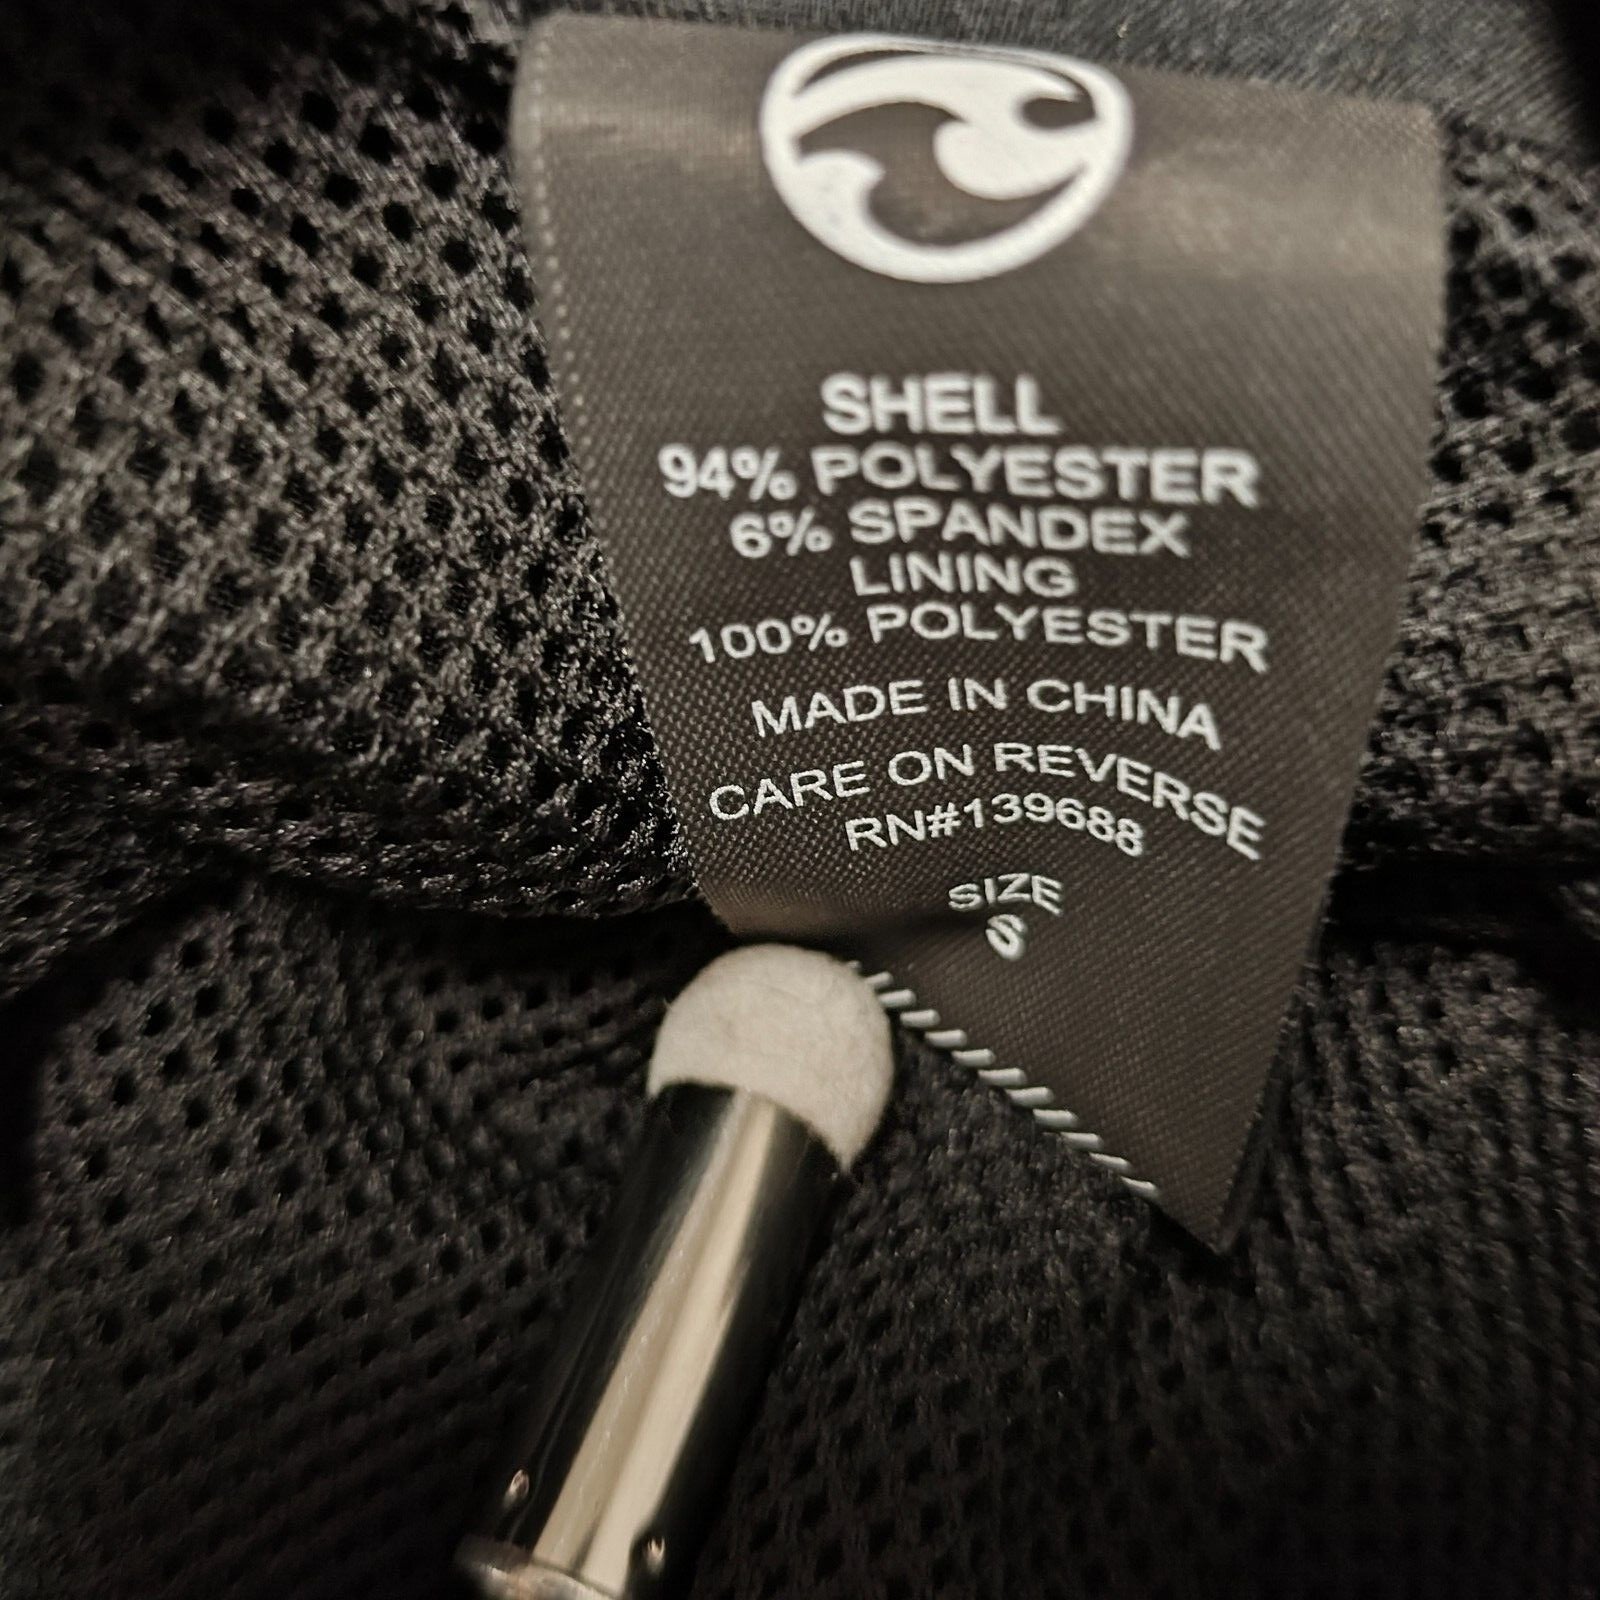 SHELL
94% POLYESTER
6% SPANDEX
LINING
100% POLYESTER
MADE IN CHINA
CARE ON REVERSE
RN#139688
SIZE
S